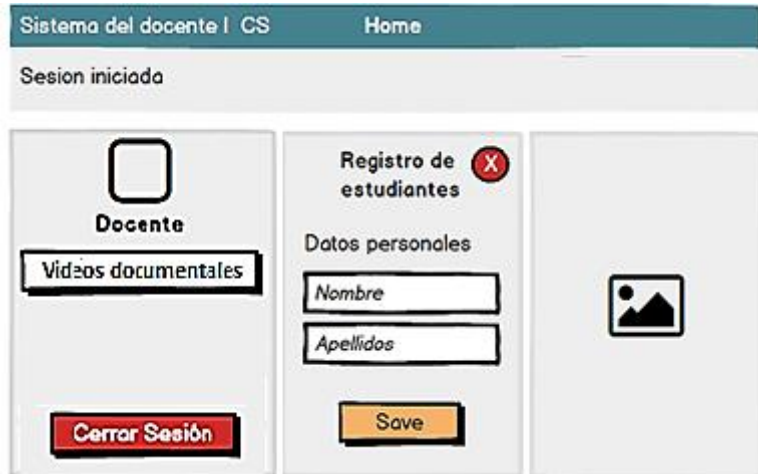 Sistema del docente I CS
Home
Sesion iniciada
Docente
Videos documentales
Cerrar Sesión
Registro de
estudiantes
X
Datos personales
Nombre
Apellidos
Save